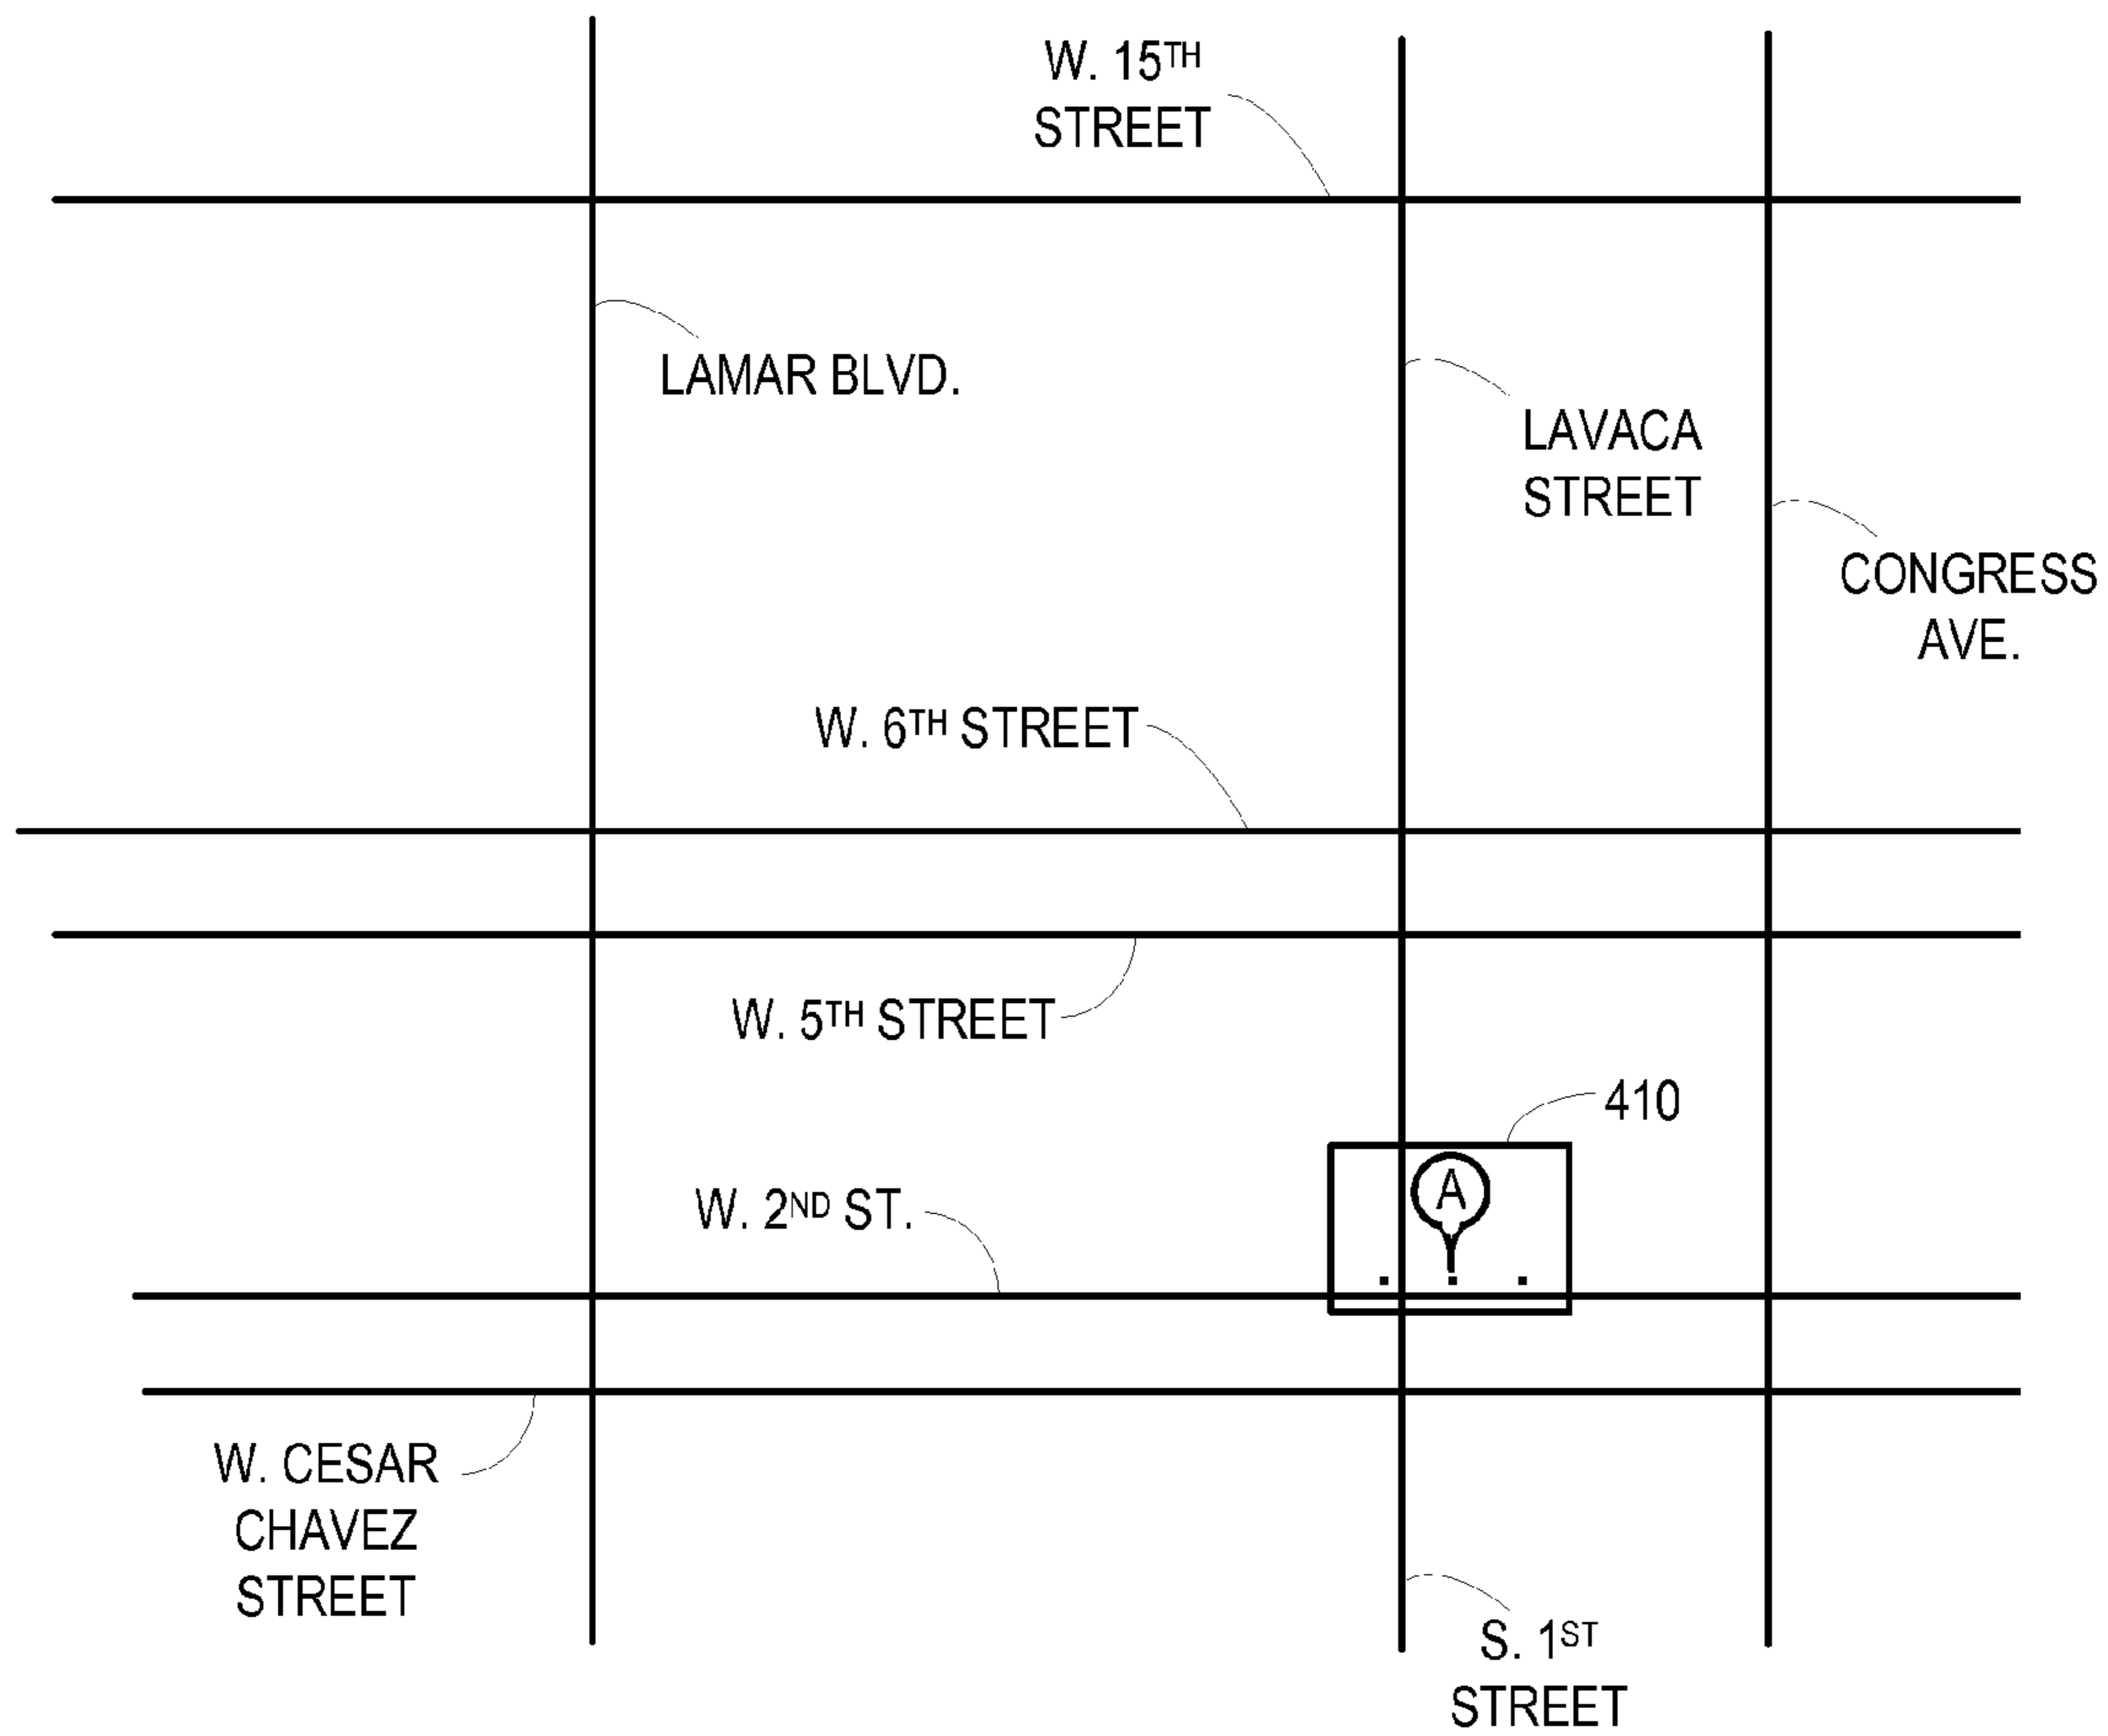 W. 15TH
STREET
LAMAR BLVD.
LAVACA
STREET
CONGRESS
AVE.
W. 6TH STREET
W. 5TH STREET
410
A
W. 2ND ST.
W. CESAR
CHAVEZ
STREET
S. 1ST
STREET